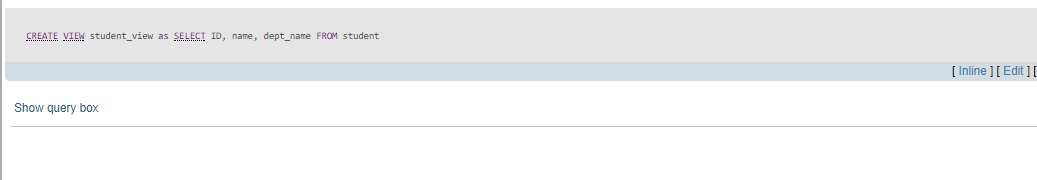 CREATE VIEW student_view as SELECT ID, name, dept_name FROM student
[ Inline ] [ Edit ] [
Show query box